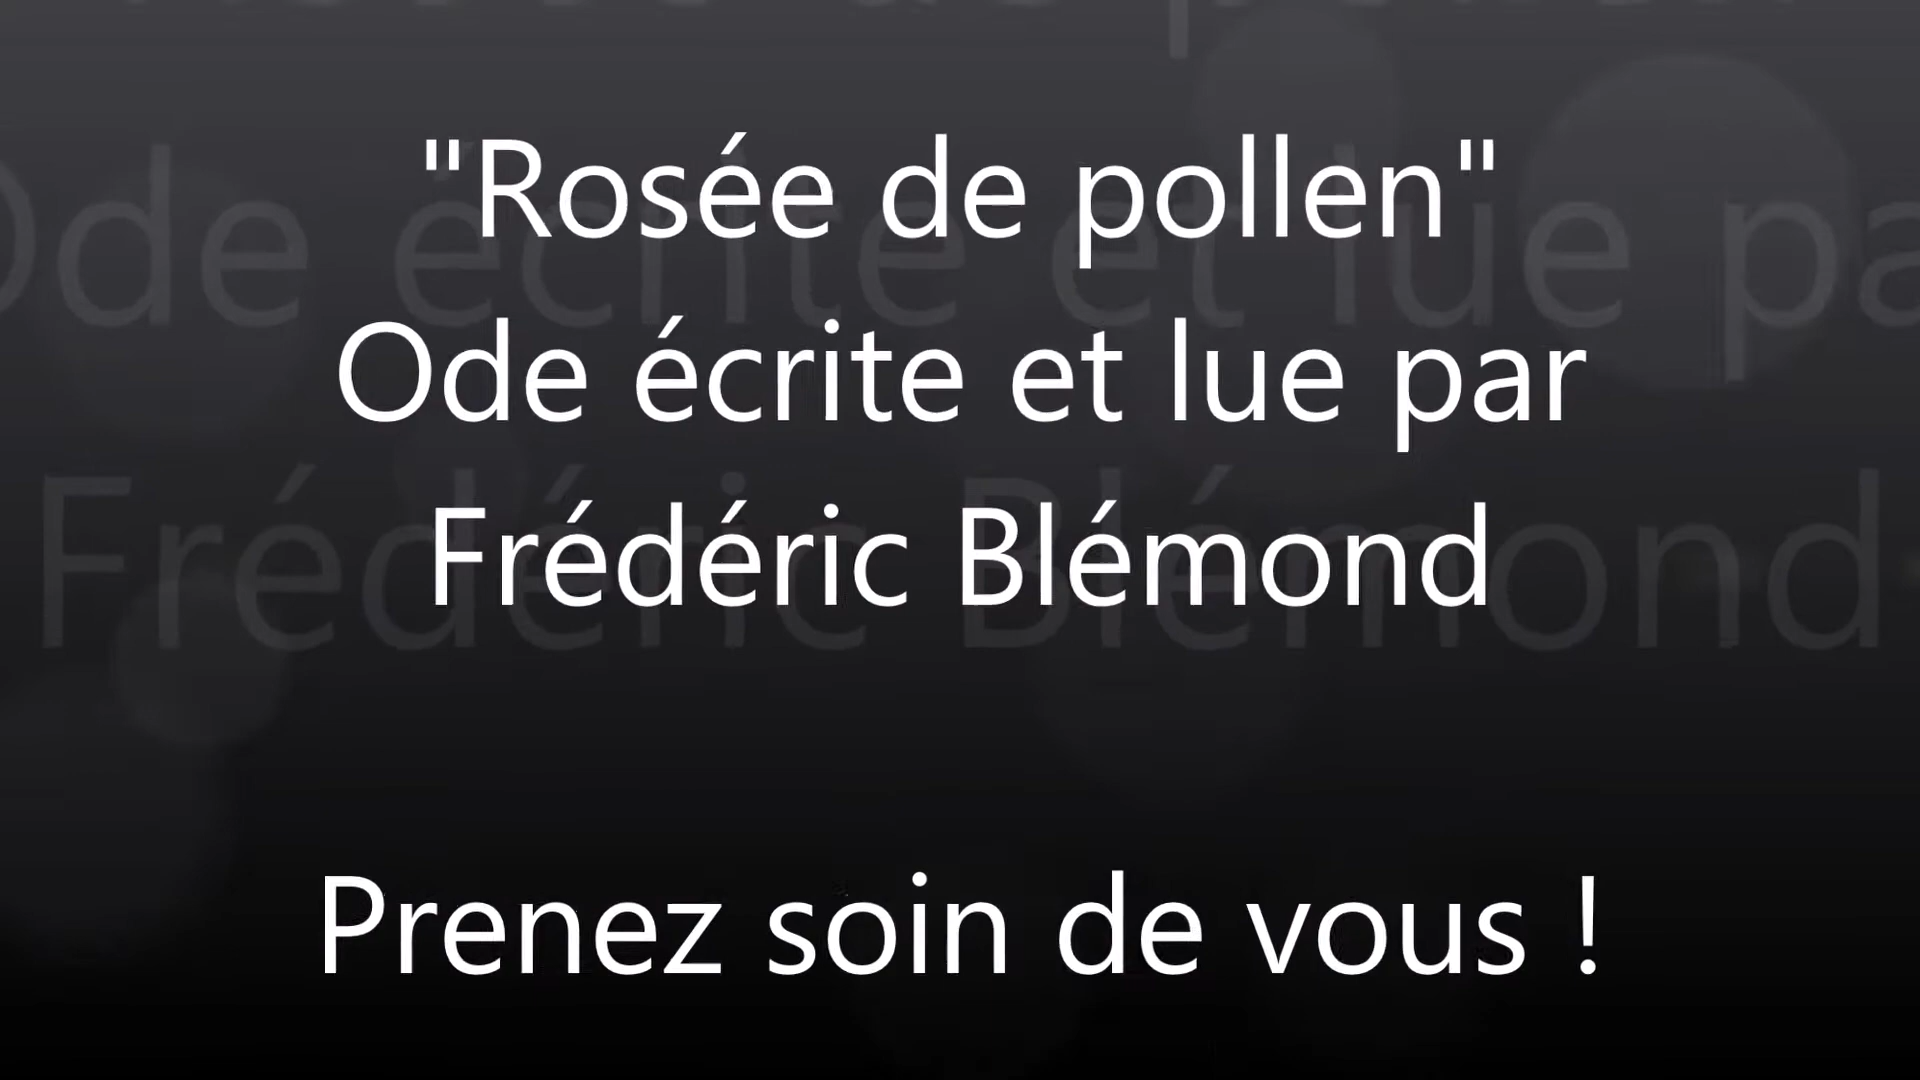 "Rosée de pollen"
Ode écrite et lue par
Frédéric Blémond
Prenez soin de vous !